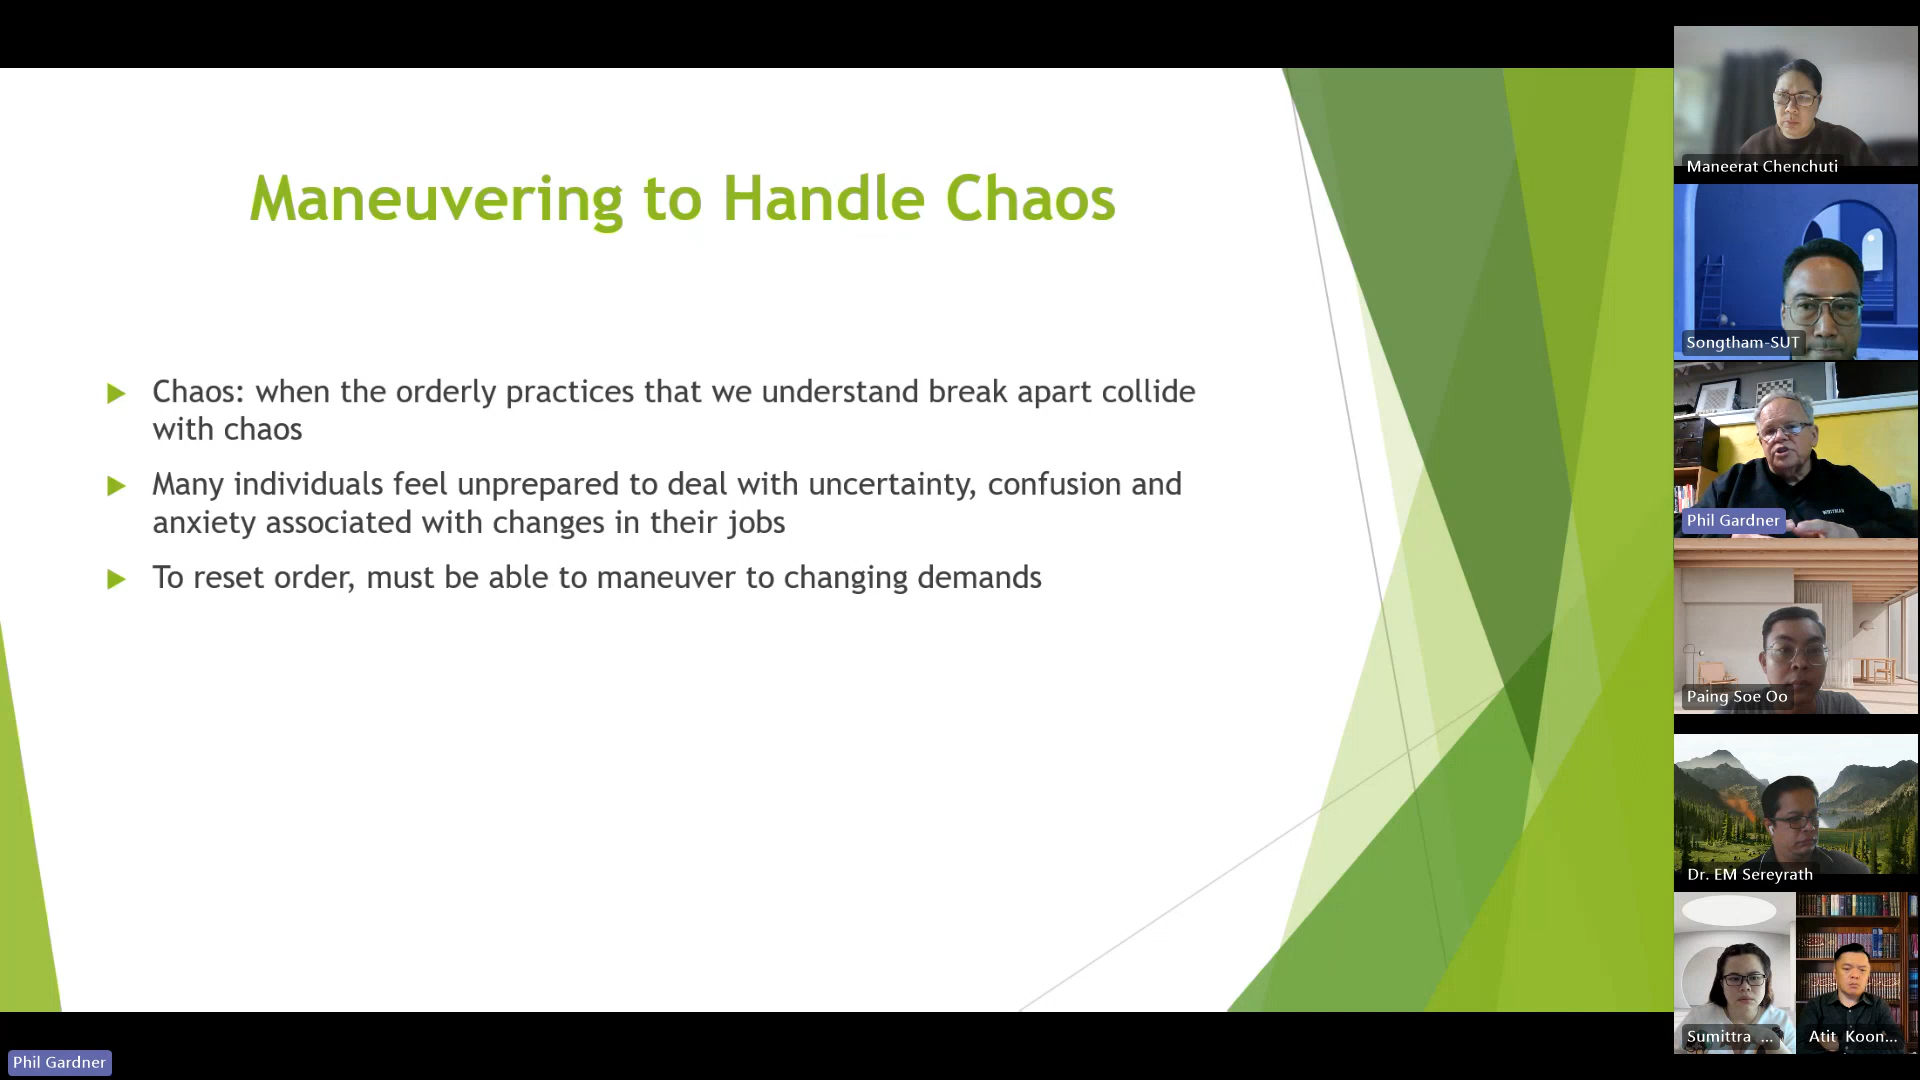 Maneuvering to Handle Chaos
Chaos: when the orderly practices that we understand break apart collide
with chaos
Many individuals feel unprepared to deal with uncertainty, confusion and
anxiety associated with changes in their jobs
To reset order, must be able to maneuver to changing demands
Maneerat Chenchuti
Songtham-SUT
Phil Gardner
Paing Soe Oo
Dr. EM Sereyrath
Sumittra ...
Atit Koon...
Phil Gardner